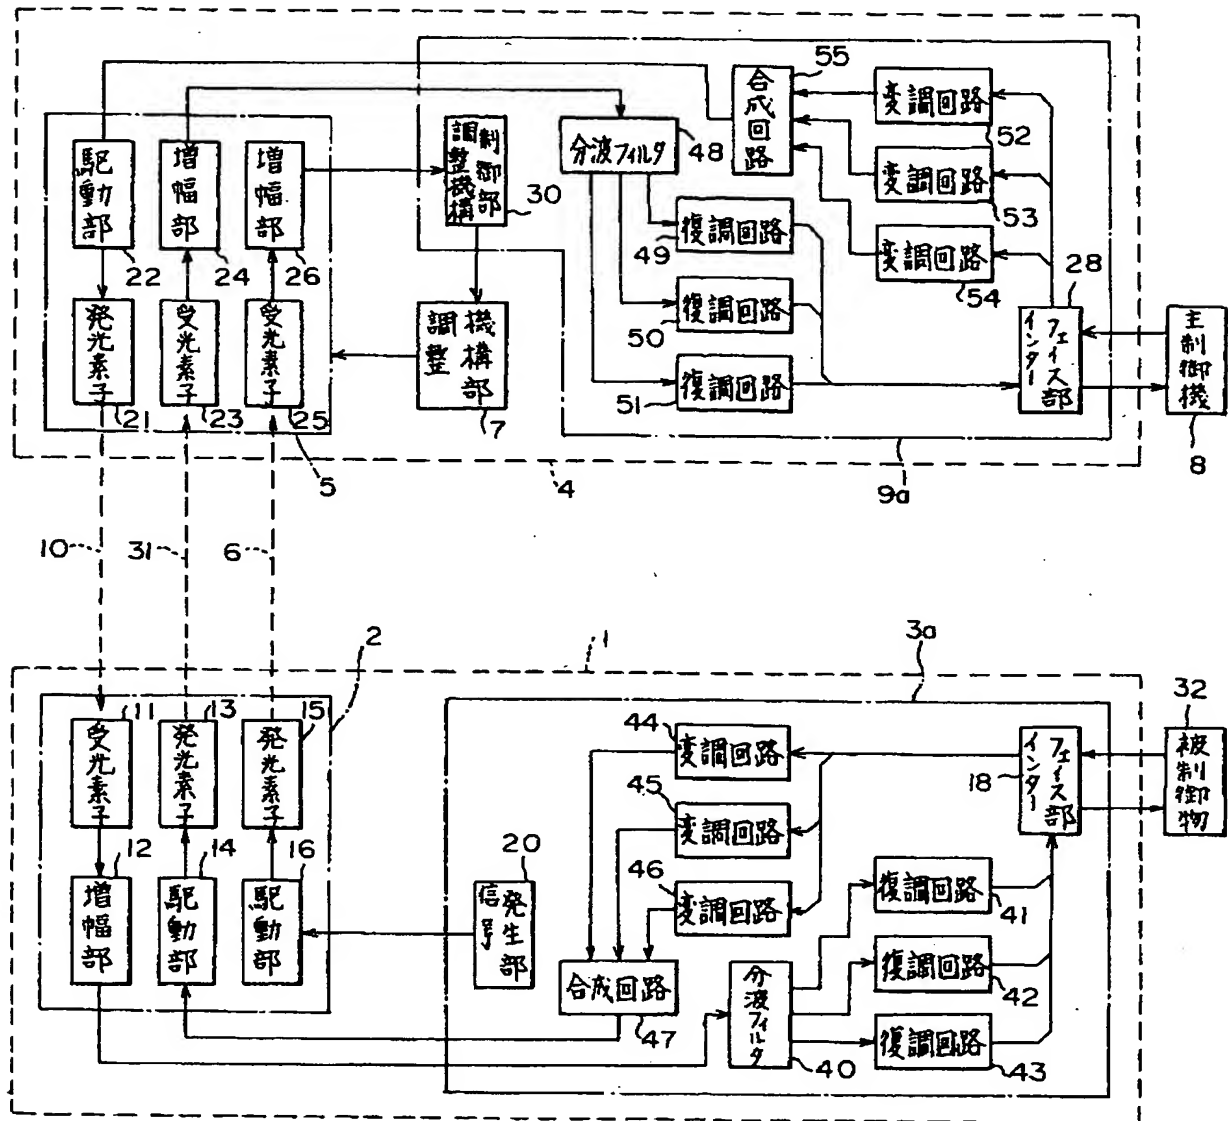 55
合成回路
変調回路
52
駆動部
22
増幅部
24
増幅部
26
調整機構
制御部
30
分波フィルタ
48
変調回路
53
復調回路
49
変調回路
54
28
インター
フェイス部
主制御機
8
発光素子
21
受光素子
23
受光素子
25
調整
機構部
7
復調回路
50
復調回路
51
5
4
9a
10
31
6
1
2
3a
受光素子
11
発光素子
13
発光素子
15
44
変調回路
18
インター
フェイス部
32
被制御物
45
変調回路
12
増幅部
14
駆動部
16
駆動部
20
信号
発生部
46
変調回路
復調回路
41
合成回路
47
分波フィルタ
40
復調回路
42
復調回路
43